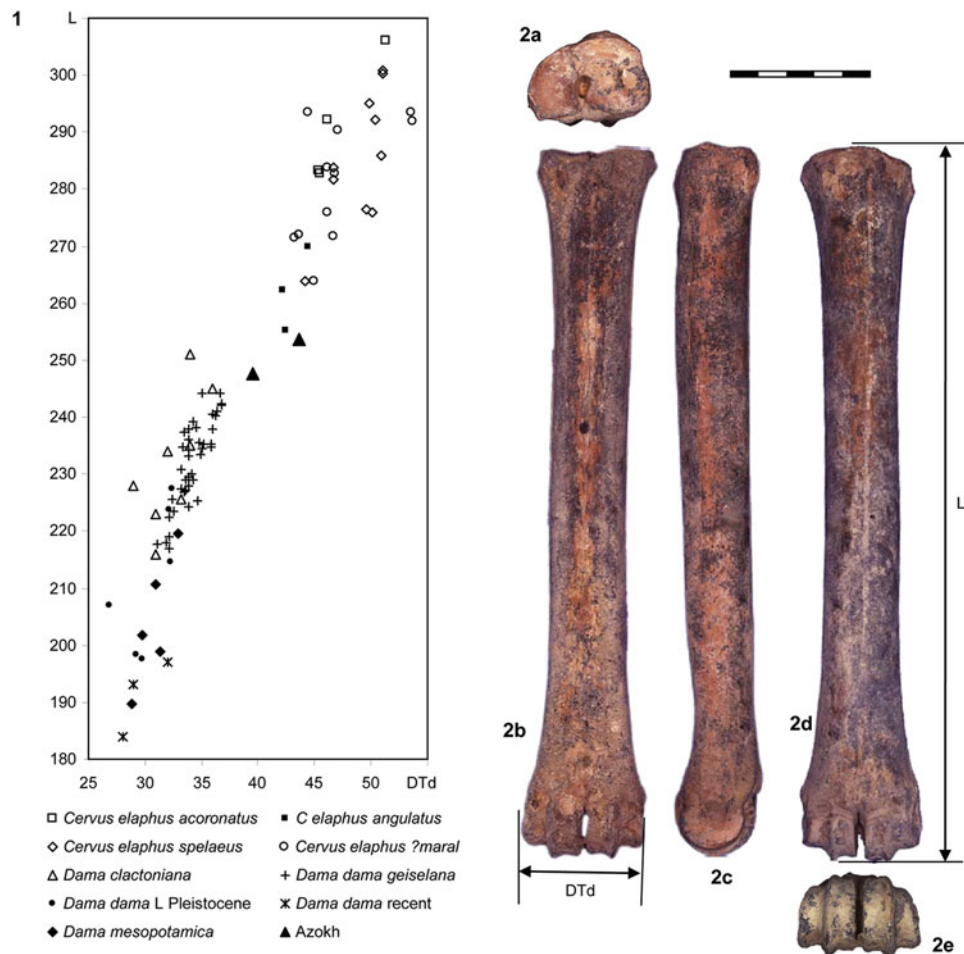 1
L
300
290
280
270
260
250
240
230
220
210
200
190
180
25 30 35 40 45 50 DTd
Cervus elaphus acoronatus
C elaphus angulatus
Cervus elaphus spelaeus
Cervus elaphus ?maral
Dama clactoniana
Dama dama geiselana
Dama dama L Pleistocene
Dama dama recent
Dama mesopotamica
Azokh
2a
2b
2c
2d
2e
L
DTd